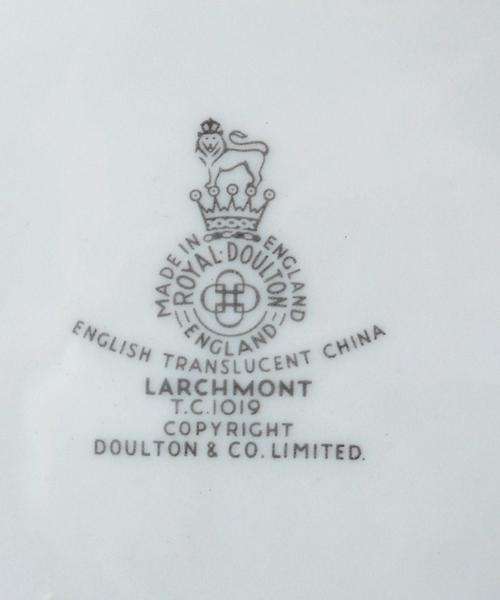 MADE IN ENGLAND
ROYAL·DOULTON
ENGLAND
ENGLISH TRANSLUCENT CHINA
LARCHMONT
T.C.1019
COPYRIGHT
DOULTON & CO. LIMITED.